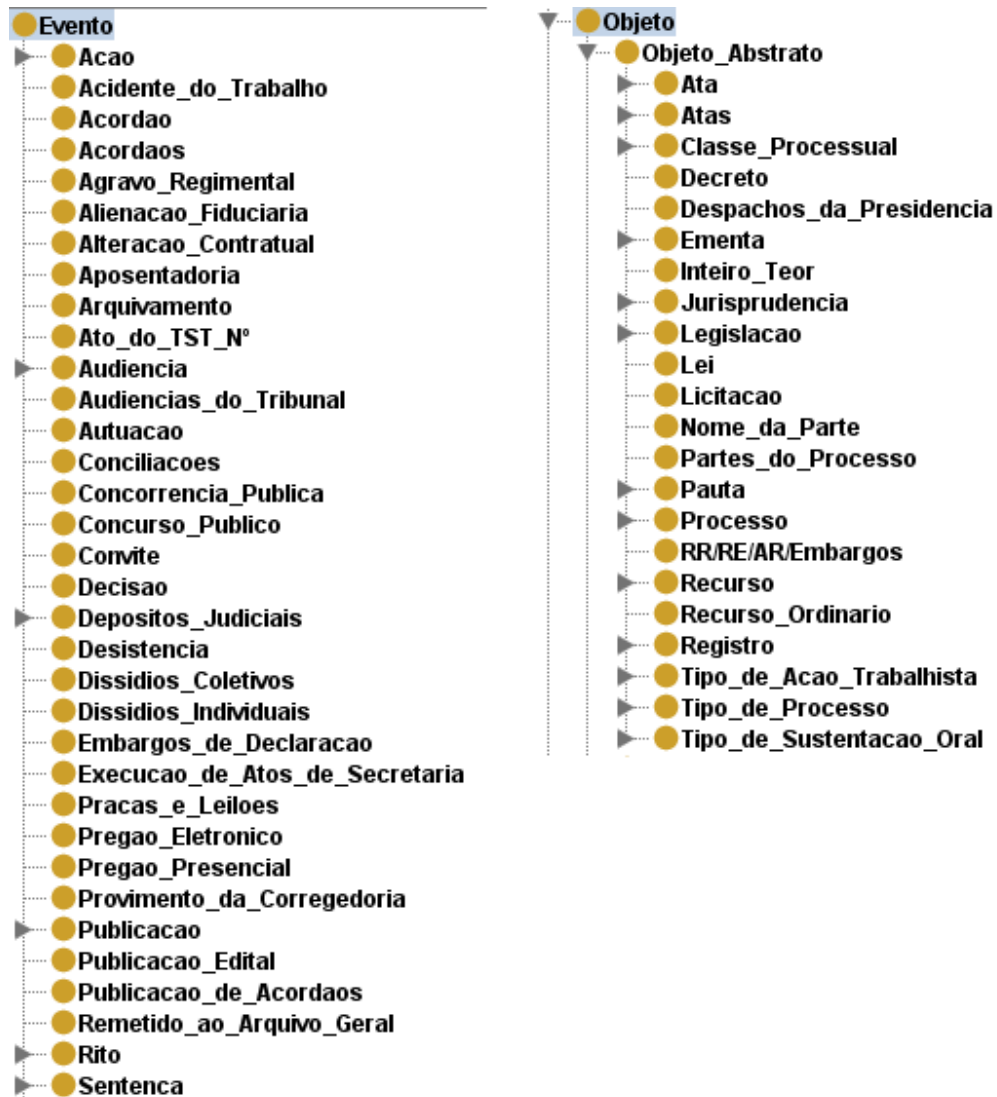 Evento
Acao
Acidente_do_Trabalho
Acordao
Acordaos
Agravo_Regimental
Alienacao_Fiduciaria
Alteracao_Contratual
Aposentadoria
Arquivamento
Ato_do_TST_Nº
Audiencia
Audiencias_do_Tribunal
Autuacao
Conciliacoes
Concorrencia_Publica
Concurso_Publico
Convite
Decisao
Depositos_Judiciais
Desistencia
Dissidios_Coletivos
Dissidios_Individuais
Embargos_de_Declaracao
Execucao_de_Atos_de_Secretaria
Pracas_e_Leiloes
Pregao_Eletronico
Pregao_Presencial
Provimento_da_Corregedoria
Publicacao
Publicacao_Edital
Publicacao_de_Acordaos
Remetido_ao_Arquivo_Geral
Rito
Sentenca
Objeto
Objeto_Abstrato
Ata
Atas
Classe_Processual
Decreto
Despachos_da_Presidencia
Ementa
Inteiro_Teor
Jurisprudencia
Legislacao
Lei
Licitacao
Nome_da_Parte
Partes_do_Processo
Pauta
Processo
RR/RE/AR/Embargos
Recurso
Recurso_Ordinario
Registro
Tipo_de_Acao_Trabalhista
Tipo_de_Processo
Tipo_de_Sustentacao_Oral